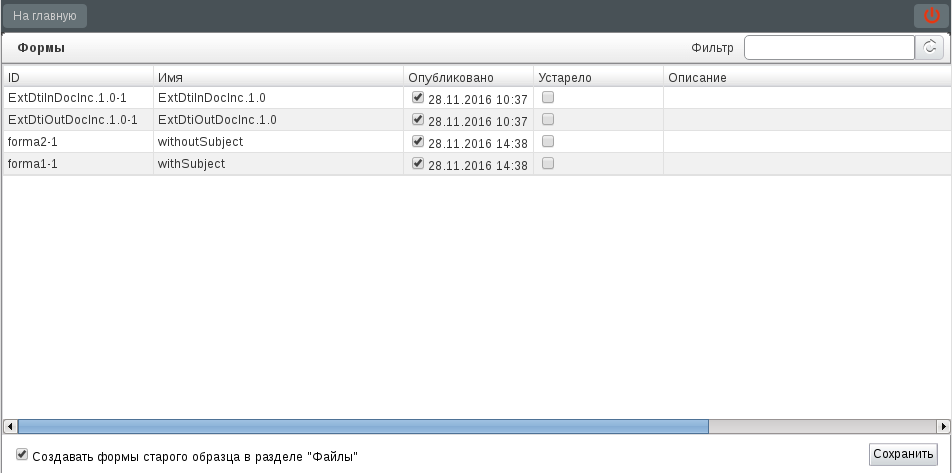 На главную
Формы Фильтр
ID Имя Опубликовано Устарело Описание
ExtDtiInDocInc.1.0-1 ExtDtiInDocInc.1.0 28.11.2016 10:37
ExtDtiOutDocInc.1.0-1 ExtDtiOutDocInc.1.0 28.11.2016 10:37
forma2-1 withoutSubject 28.11.2016 14:38
forma1-1 withSubject 28.11.2016 14:38
Создавать формы старого образца в разделе "Файлы" Сохранить